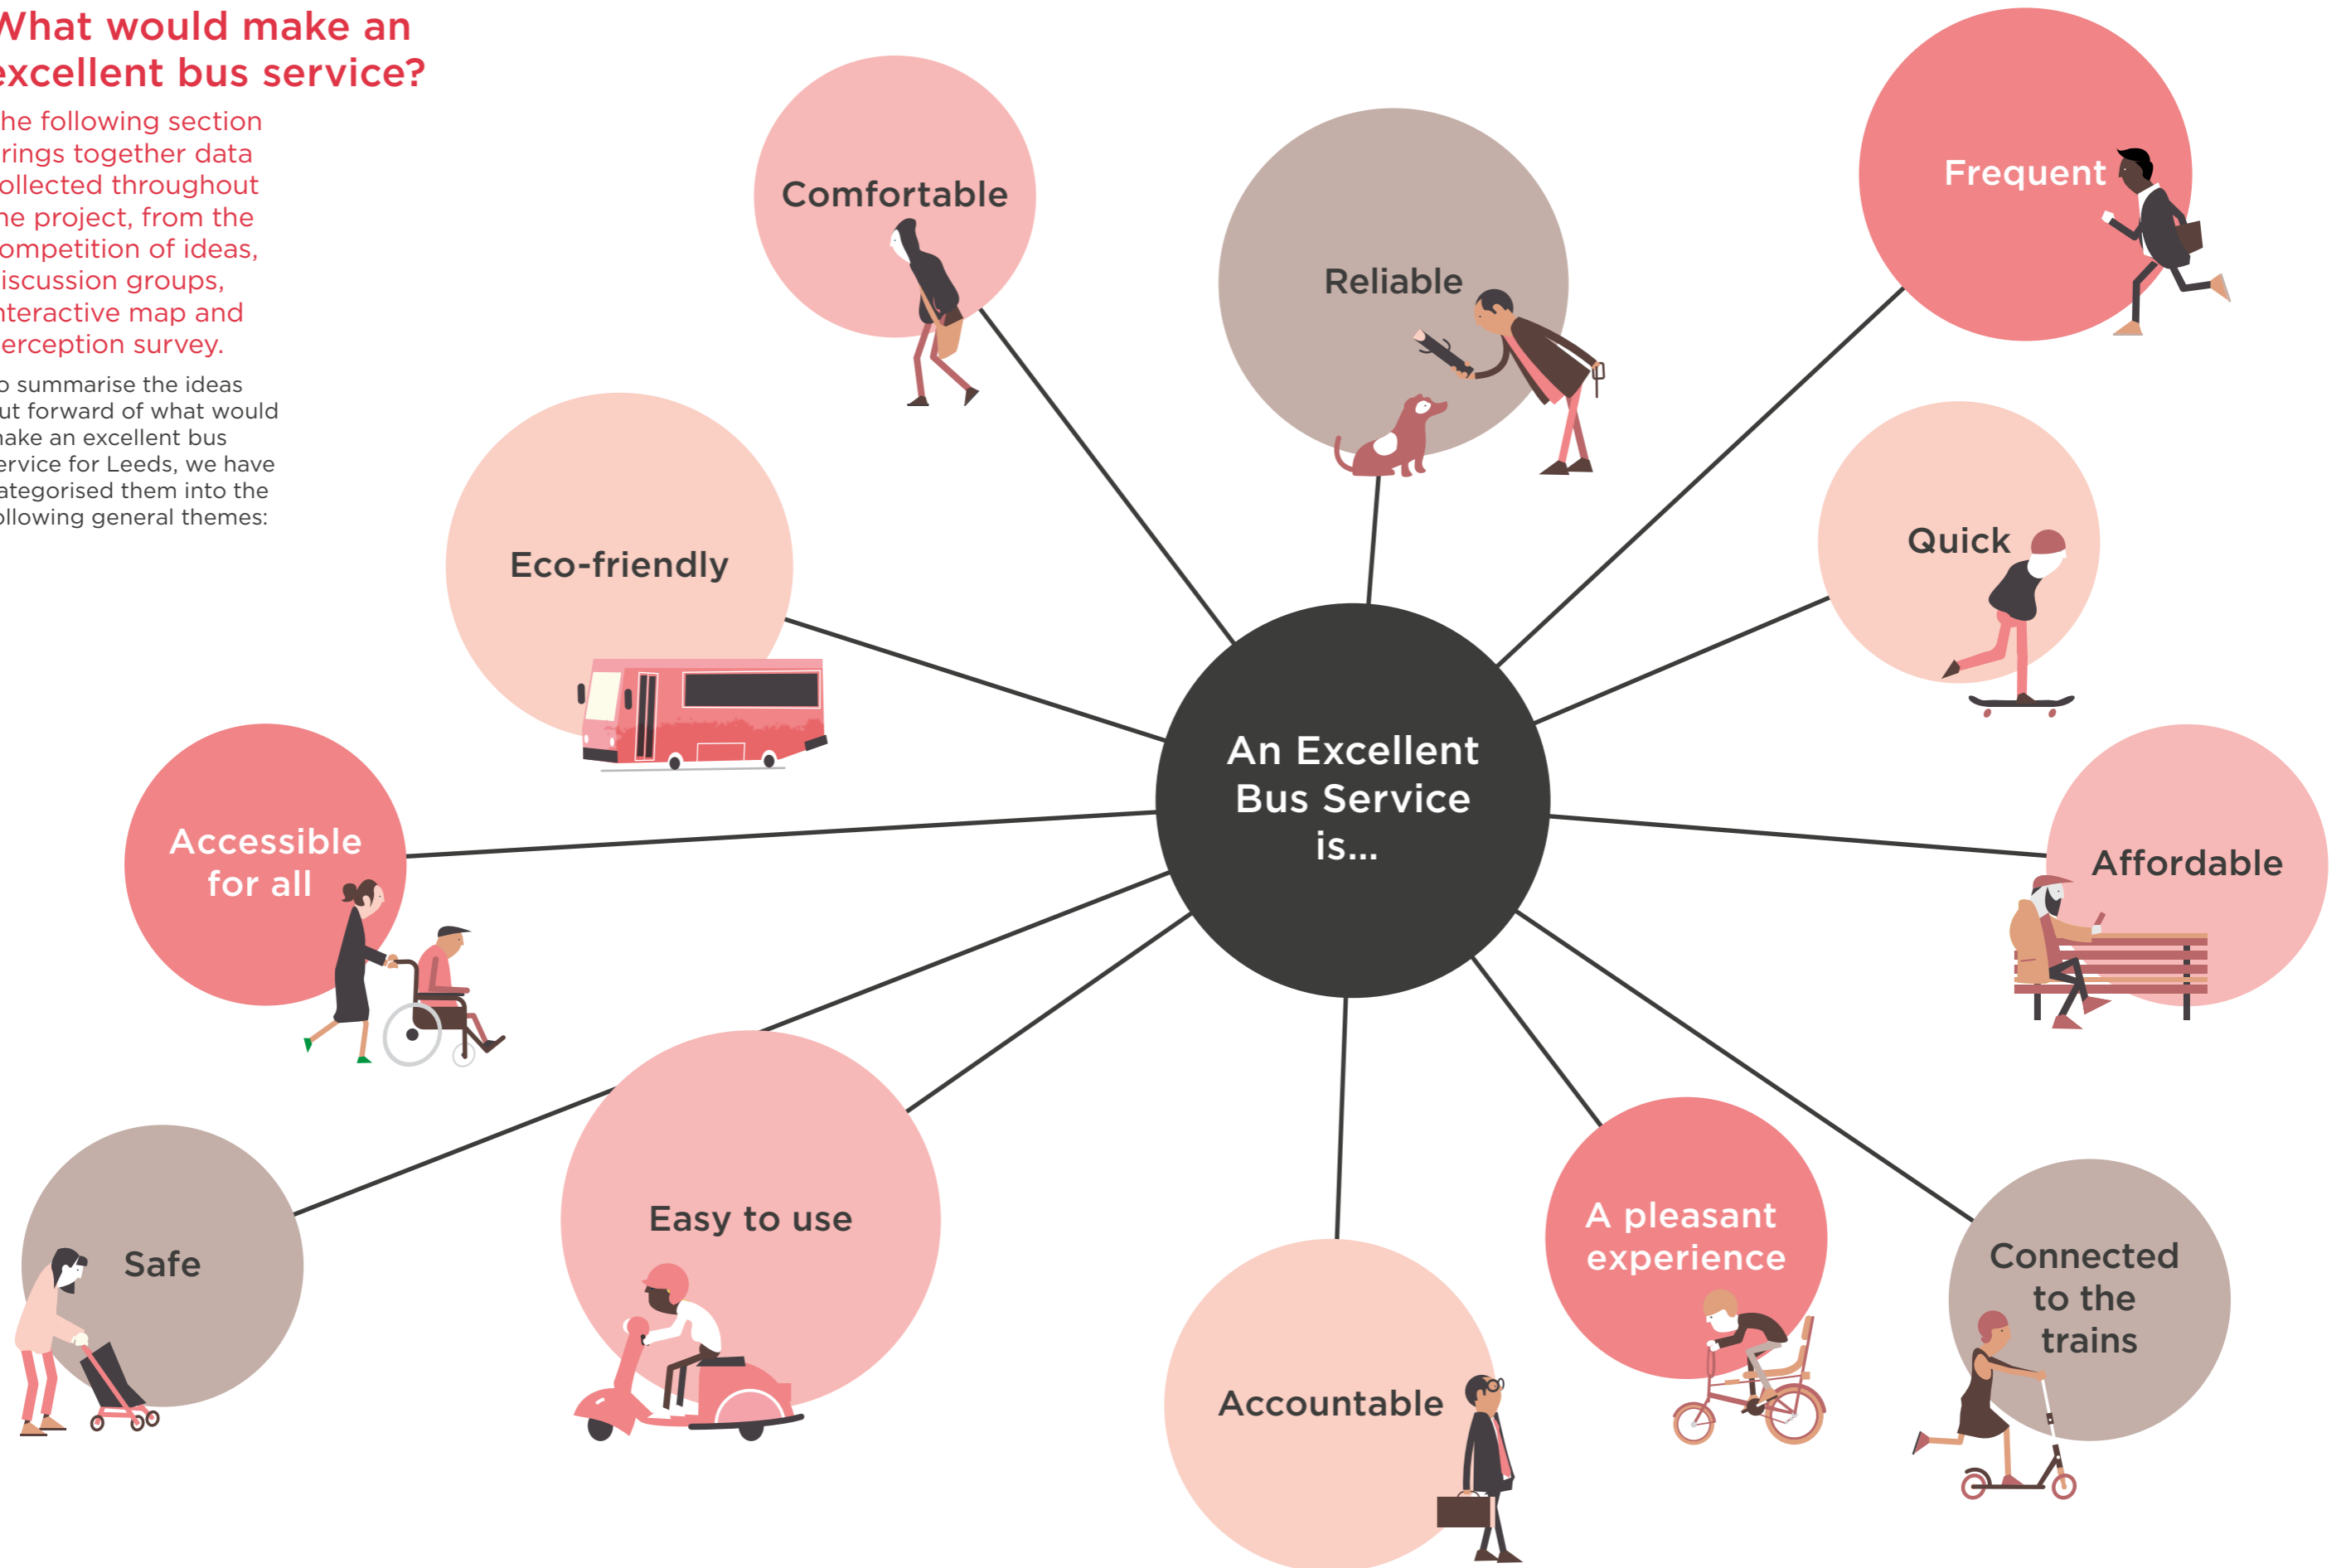 What would make an
excellent bus service?
he following section
rings together data
ollected throughout
he project, from the
ompetition of ideas,
iscussion groups,
nteractive map and
erception survey.
o summarise the ideas
ut forward of what would
make an excellent bus
ervice for Leeds, we have
ategorised them into the
ollowing general themes:
Comfortable
Reliable
Frequent
Eco-friendly
Quick
An Excellent
Bus Service
is...
Accessible
for all
Affordable
Safe
Easy to use
Accountable
A pleasant
experience
Connected
to the
trains